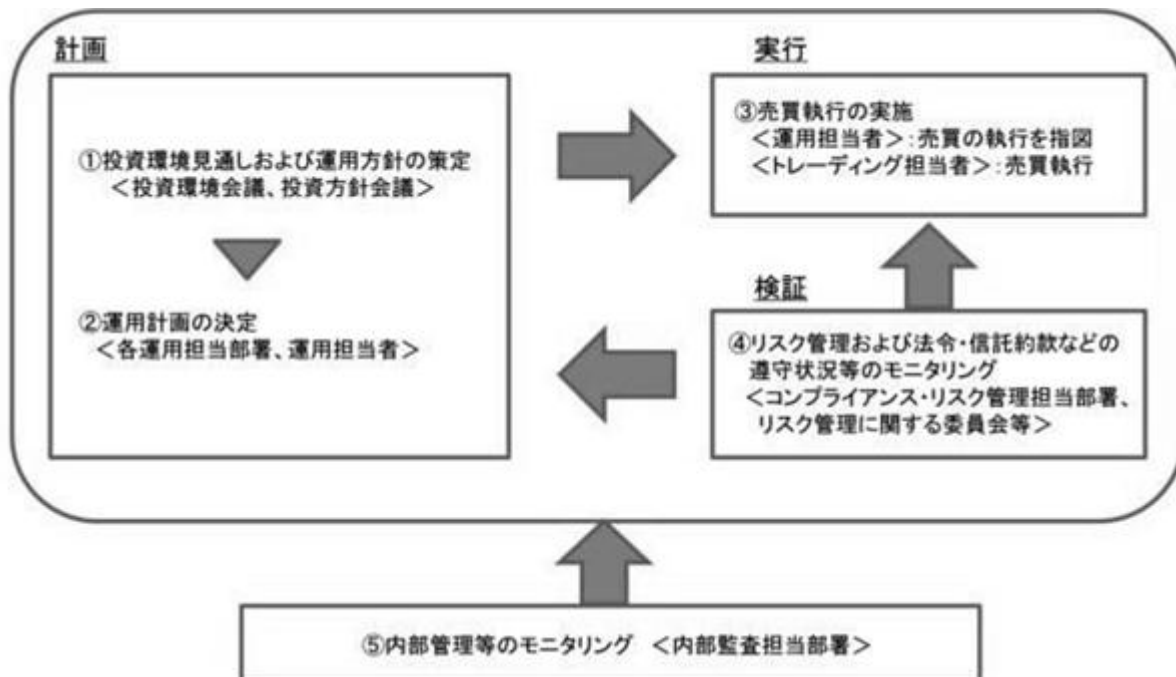 計画
①投資環境見通しおよび運用方針の策定
<投資環境会議、投資方針会議>
②運用計画の決定
<各運用担当部署、運用担当者>
実行
③売買執行の実施
<運用担当者>:売買の執行を指図
<トレーディング担当者>:売買執行
検証
④リスク管理および法令・信託約款などの
遵守状況等のモニタリング
<コンプライアンス・リスク管理担当部署、
リスク管理に関する委員会等>
⑤内部管理等のモニタリング <内部監査担当部署>